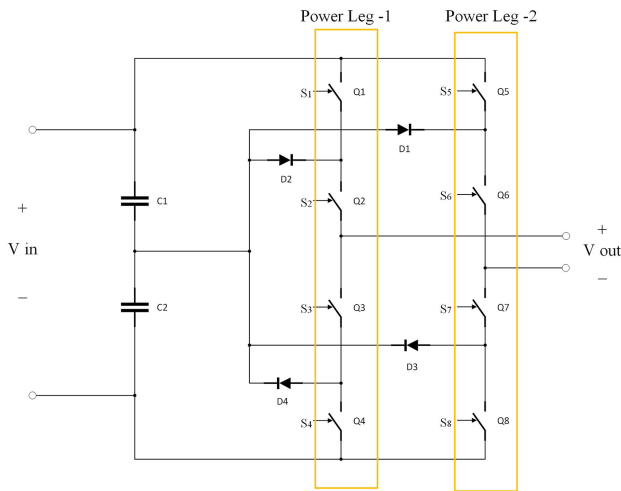 Power Leg -1 Power Leg -2
S1 Q1 S5 Q5
D1
D2
S2 Q2 S6 Q6
C1
+
V in
−
+
V out
−
C2
S3 Q3 S7 Q7
D3
D4
S4 Q4 S8 Q8